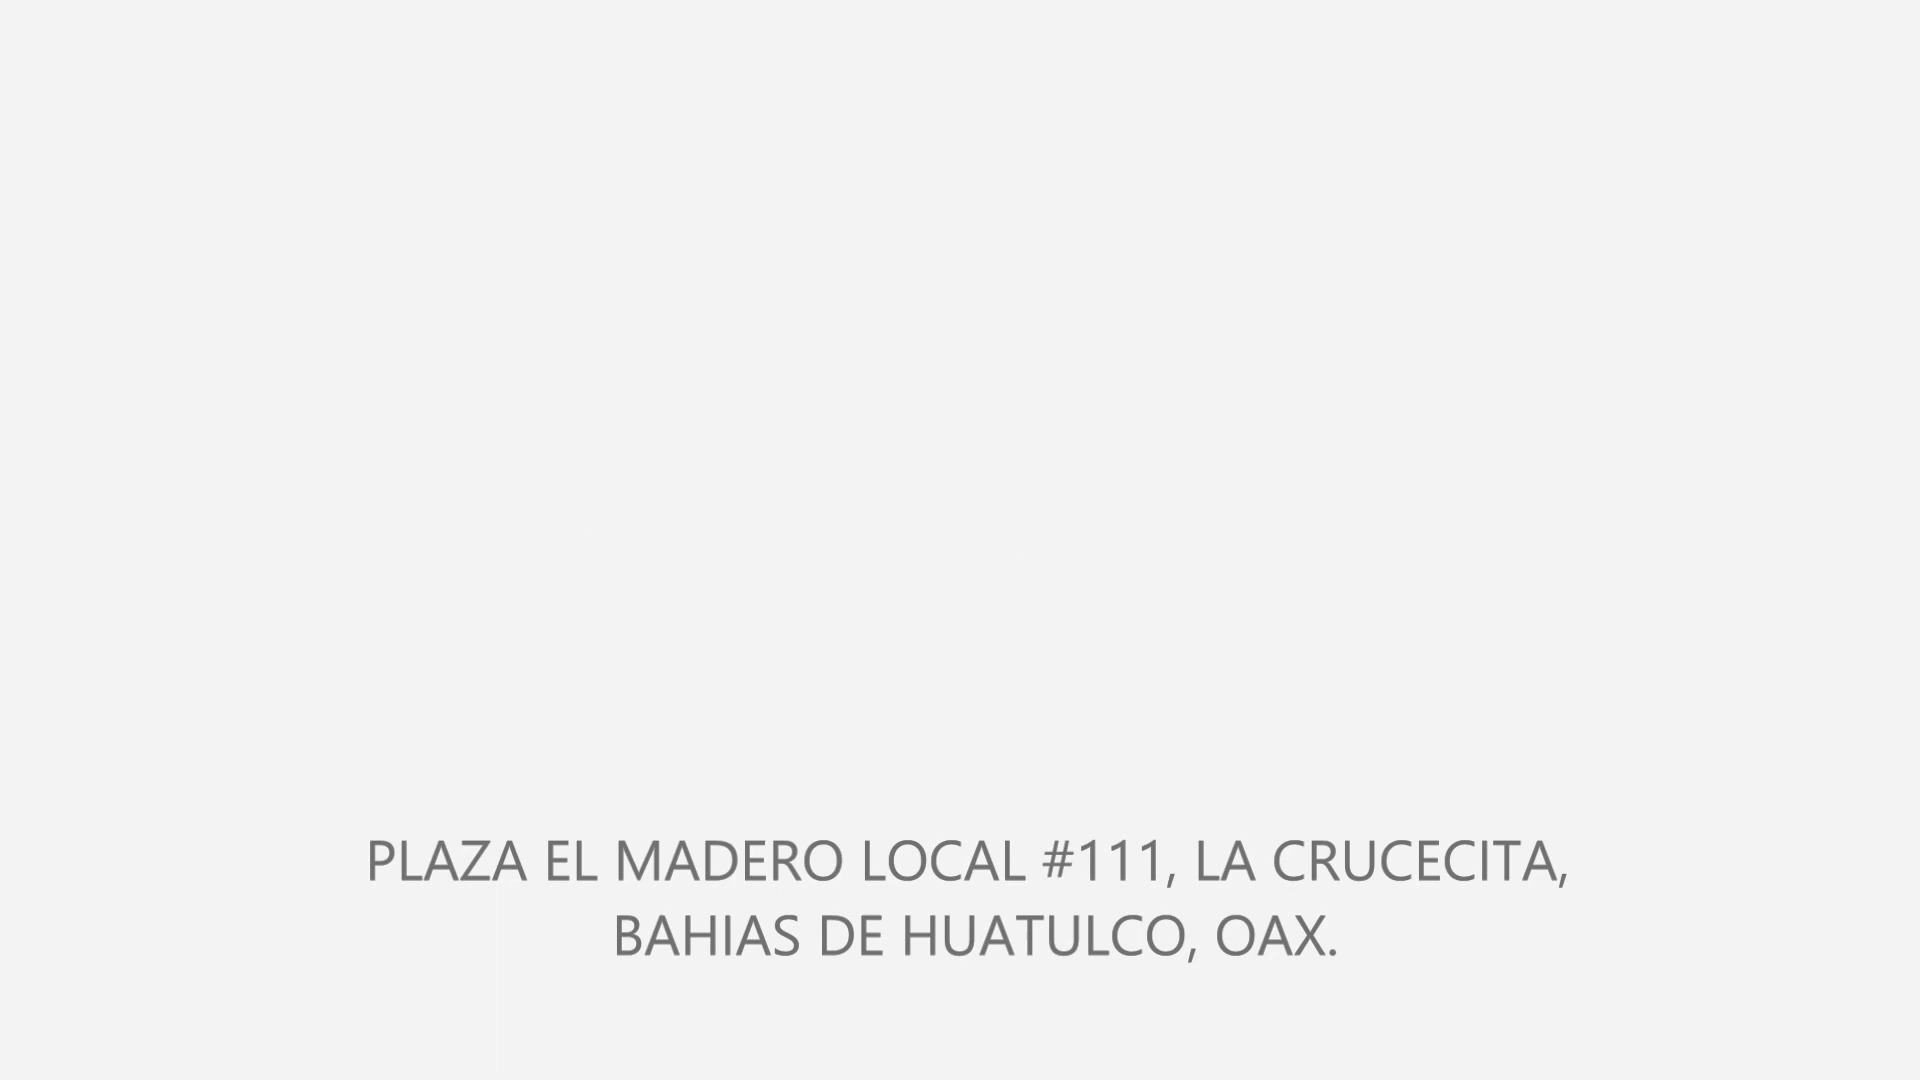 PLAZA EL MADERO LOCAL #111, LA CRUCECITA,
BAHIAS DE HUATULCO, OAX.